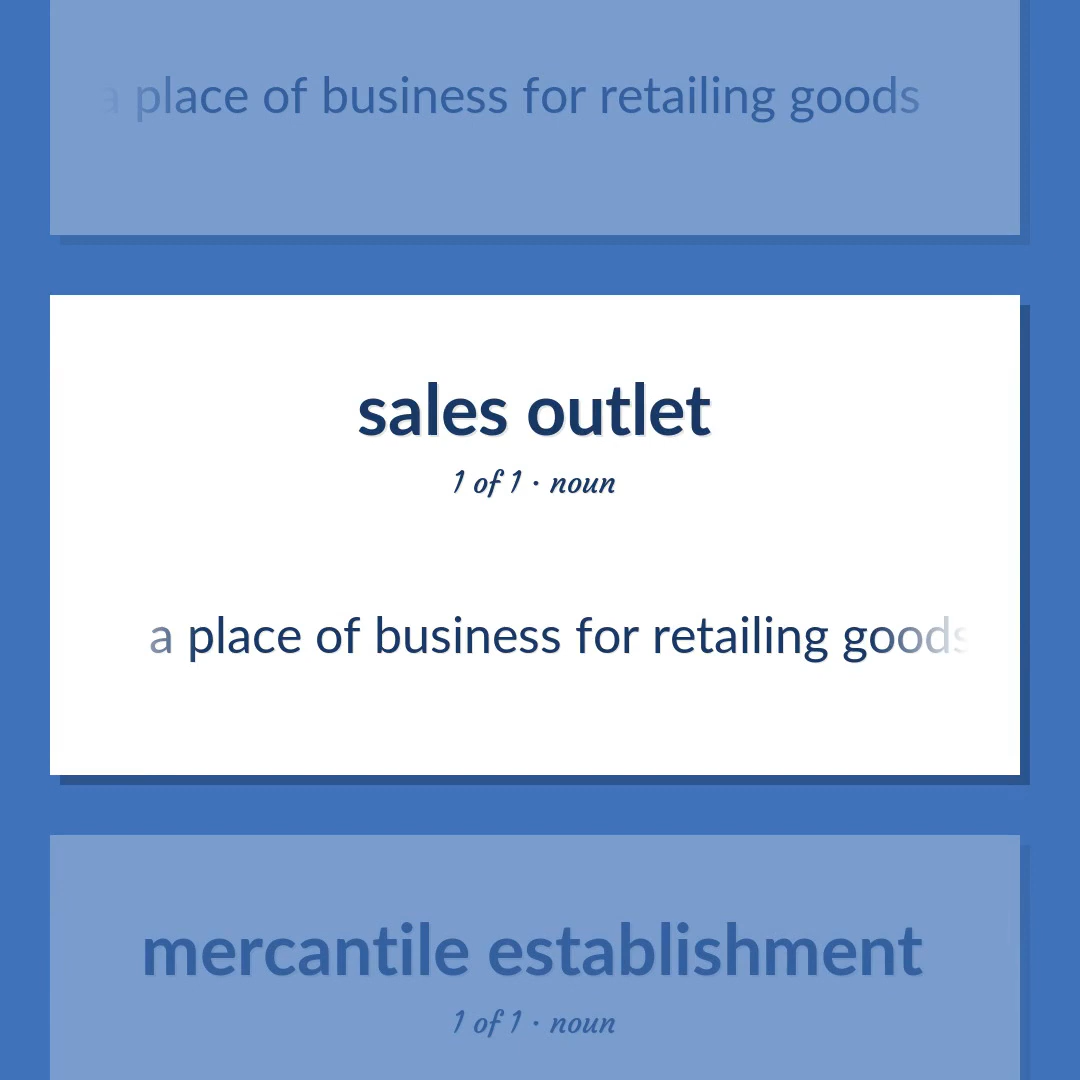 a place of business for retailing goods
sales outlet
1 of 1 · noun
a place of business for retailing goods
mercantile establishment
1 of 1 · noun